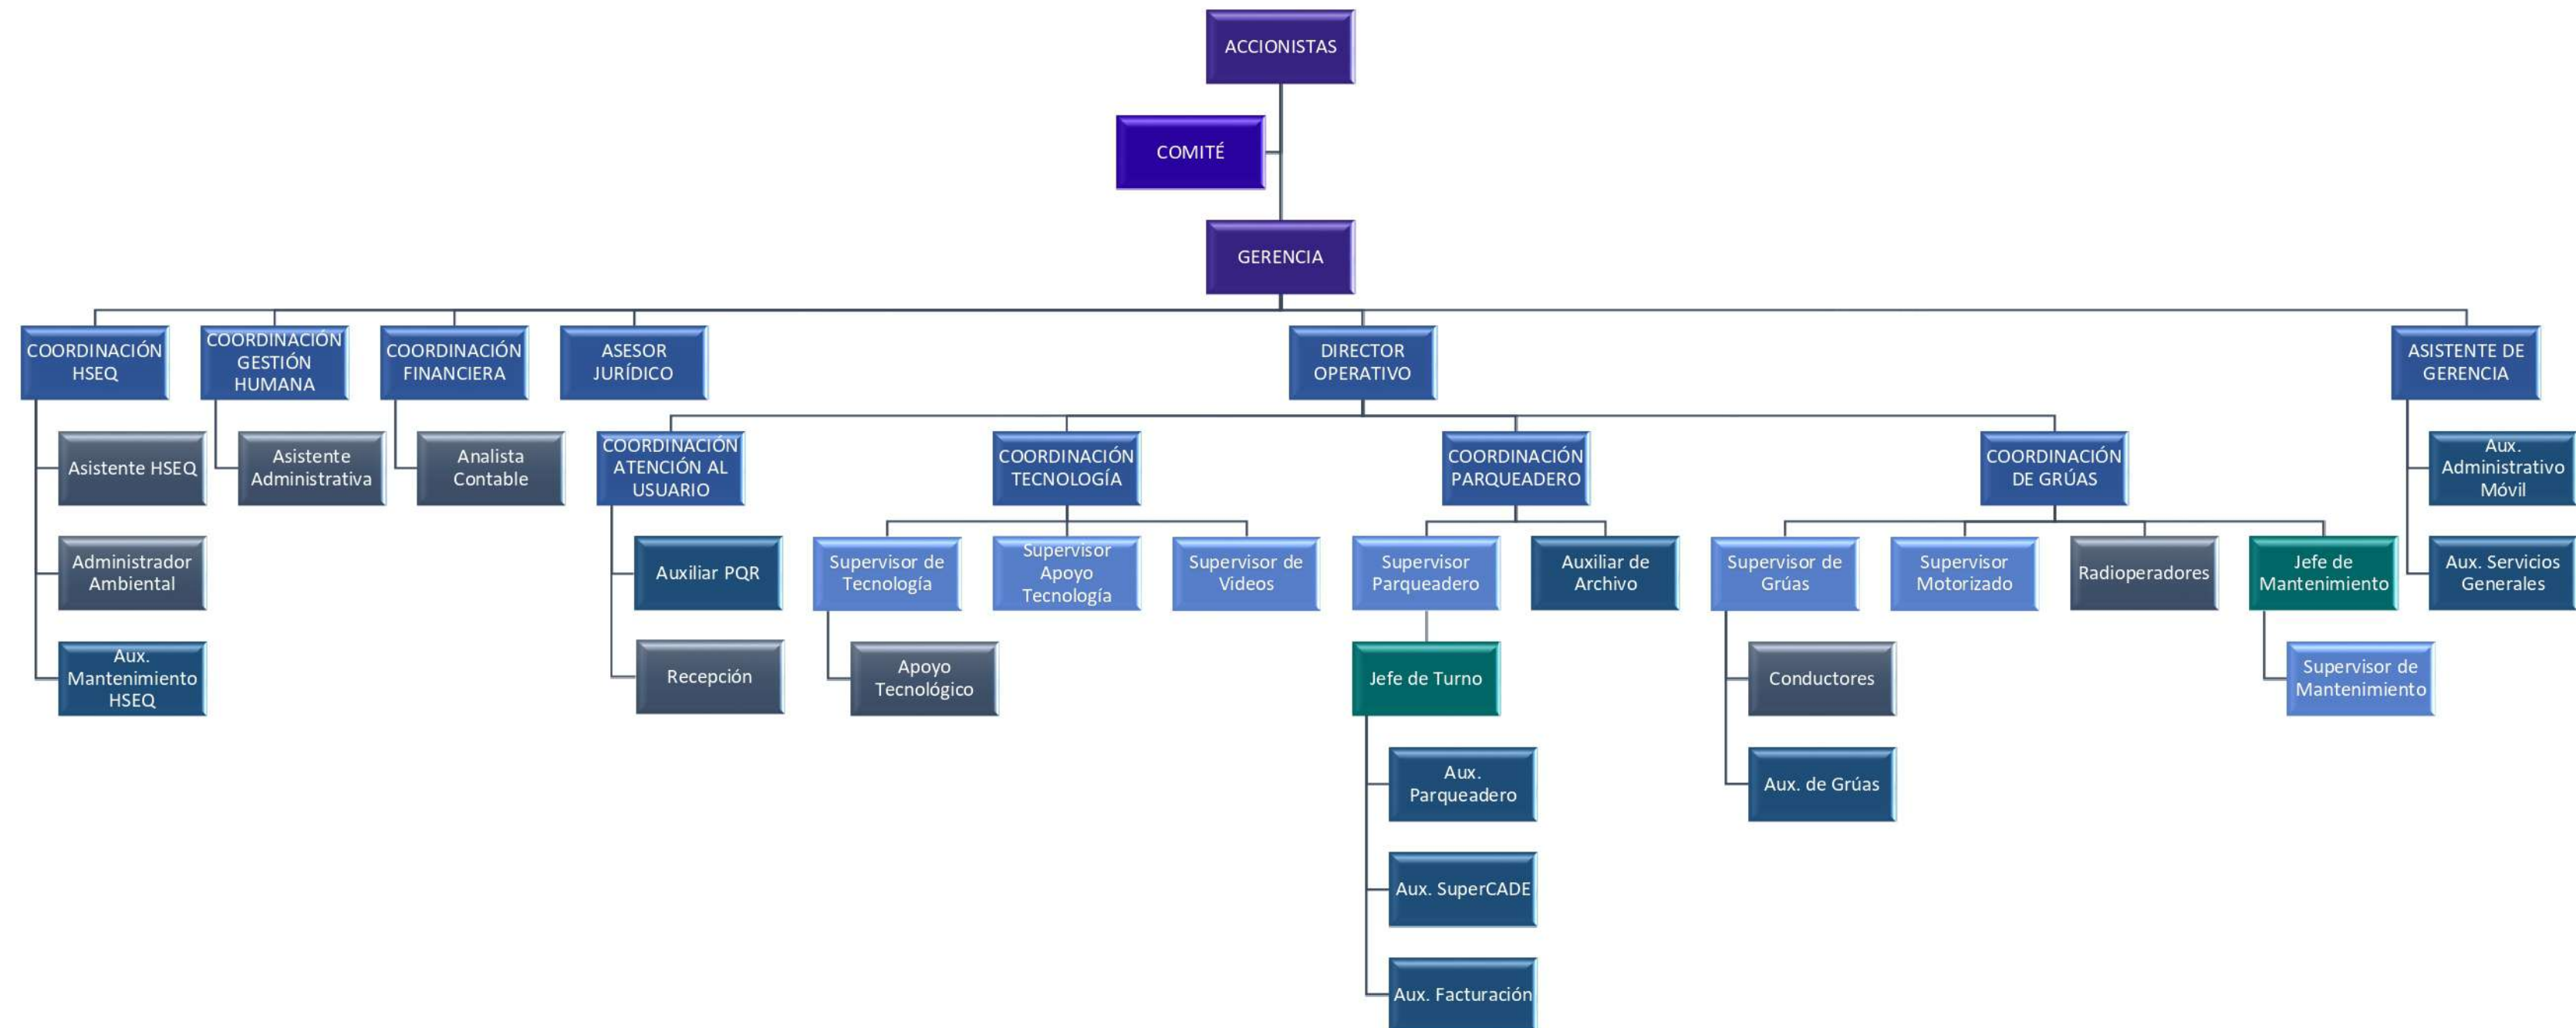 ACCIONISTAS
COMITÉ
GERENCIA
COORDINACIÓN
HSEQ
COORDINACIÓN
GESTIÓN
HUMANA
COORDINACIÓN
FINANCIERA
ASESOR
JURÍDICO
DIRECTOR
OPERATIVO
ASISTENTE DE
GERENCIA
Asistente HSEQ
Asistente
Administrativa
Analista
Contable
COORDINACIÓN
ATENCIÓN AL
USUARIO
COORDINACIÓN
TECNOLOGÍA
COORDINACIÓN
PARQUEADERO
COORDINACIÓN
DE GRÚAS
Aux.
Administrativo
Móvil
Administrador
Ambiental
Auxiliar PQR
Supervisor de
Tecnología
Supervisor
Apoyo
Tecnología
Supervisor de
Videos
Supervisor
Parqueadero
Auxiliar de
Archivo
Supervisor de
Grúas
Supervisor
Motorizado
Radioperadores
Jefe de
Mantenimiento
Aux. Servicios
Generales
Aux.
Mantenimiento
HSEQ
Recepción
Apoyo
Tecnológico
Jefe de Turno
Conductores
Supervisor de
Mantenimiento
Aux.
Parqueadero
Aux. de Grúas
Aux. SuperCADE
Aux. Facturación